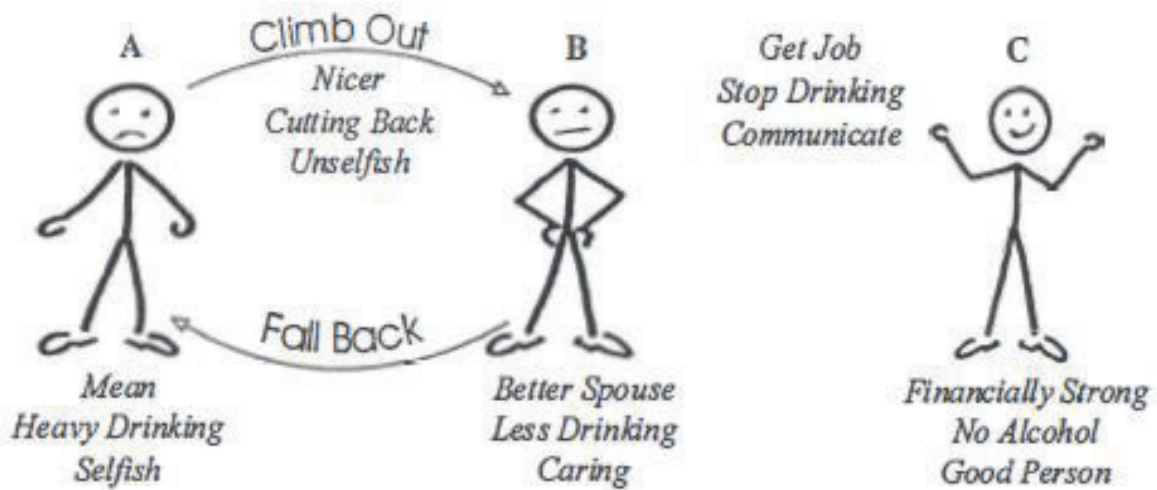 A
Climb Out
Nicer
Cutting Back
Unselfish
B
Get Job
Stop Drinking
Communicate
C
Fall Back
Mean
Heavy Drinking
Selfish
Better Spouse
Less Drinking
Caring
Financially Strong
No Alcohol
Good Person